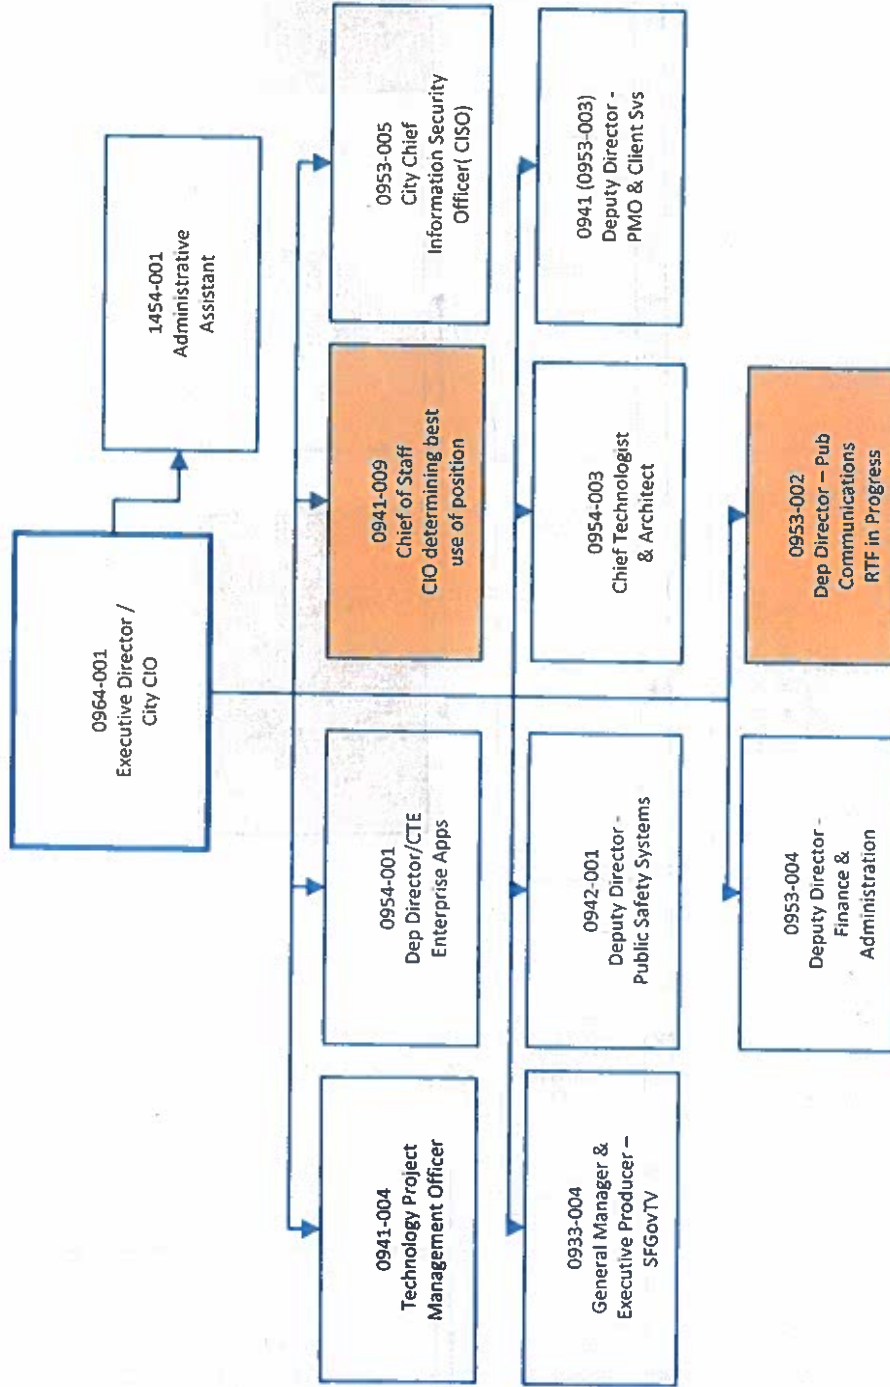 0964-001
Executive Director /
City CIO
1454-001
Administrative
Assistant
0941-004
Technology Project
Management Officer
0954-001
Dep Director/CTE
Enterprise Apps
0941-009
Chief of Staff
CIO determining best
use of position
0953-005
City Chief
Information Security
Officer( CISO)
0933-004
General Manager &
Executive Producer –
SFGovTV
0942-001
Deputy Director -
Public Safety Systems
0954-003
Chief Technologist
& Architect
0941 (0953-003)
Deputy Director -
PMO & Client Svs
0953-004
Deputy Director -
Finance &
Administration
0953-002
Dep Director – Pub
Communications
RTF in Progress